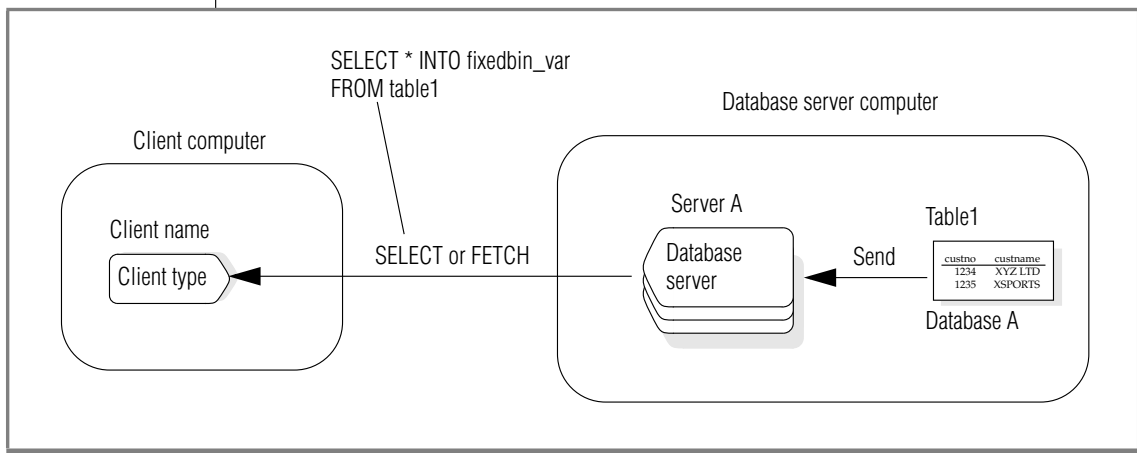 SELECT * INTO fixedbin_var
FROM table1
Database server computer
Client computer
Server A
Table1
Client name
Client type
SELECT or FETCH
Database
server
Send
custno custname
1234 XYZ LTD
1235 XSPORTS
Database A